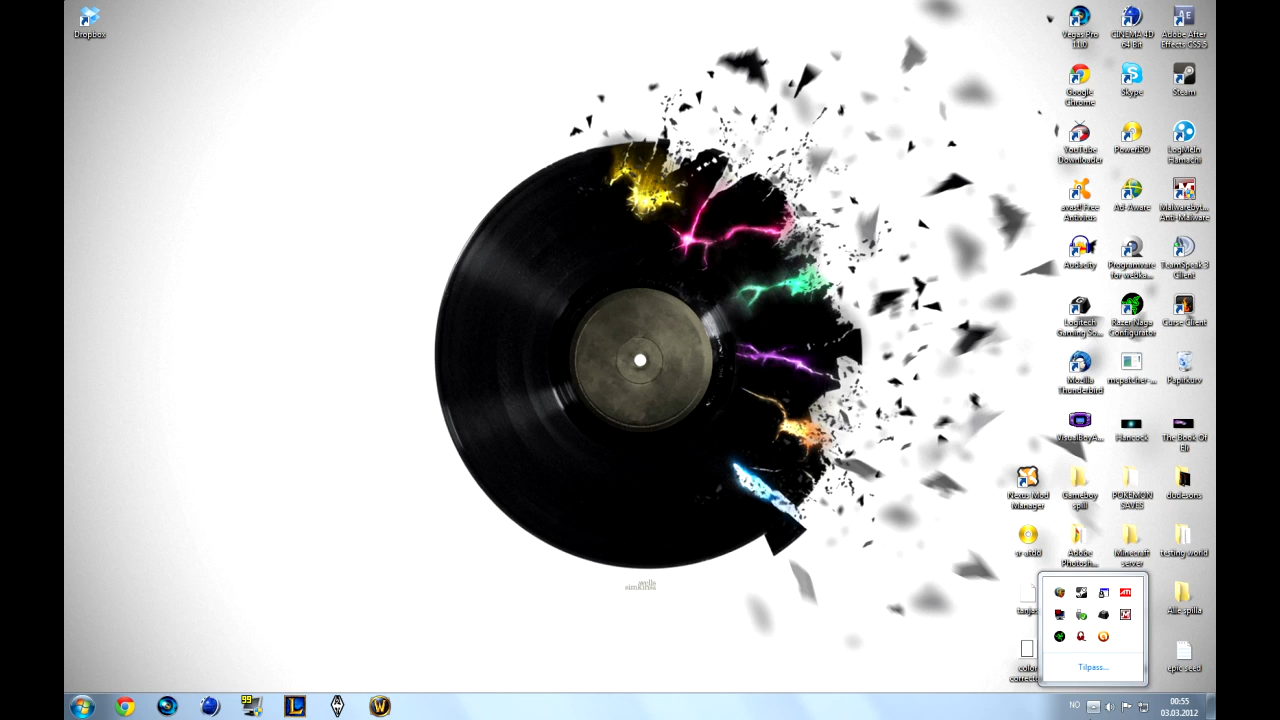 Dropbox
Vegas Pro
11.0
CINEMA 4D
64 Bit
Adobe After
Effects CS5.5
Google
Chrome
Skype
Steam
YouTube
Downloader
PowerISO
LogMeIn
Hamachi
avast! Free
Antivirus
Ad-Aware
Malwarebyt...
Anti-Malware
Audacity
Programvare
for webka...
TeamSpeak 3
Client
Logitech
Gaming So...
Razer Naga
Configurator
Curse Client
Mozilla
Thunderbird
mcpatcher-...
Papirkurv
VisualBoyA...
Hancock
The Book Of
Eli
Nexus Mod
Manager
Gameboy
spill
POKEMON
SAVES
dudesons
Adobe
Photosh...
Minecraft
server
testing world
Alle spilla
epic seed
Tilpass...
99
NO
00:55
03.03.2012